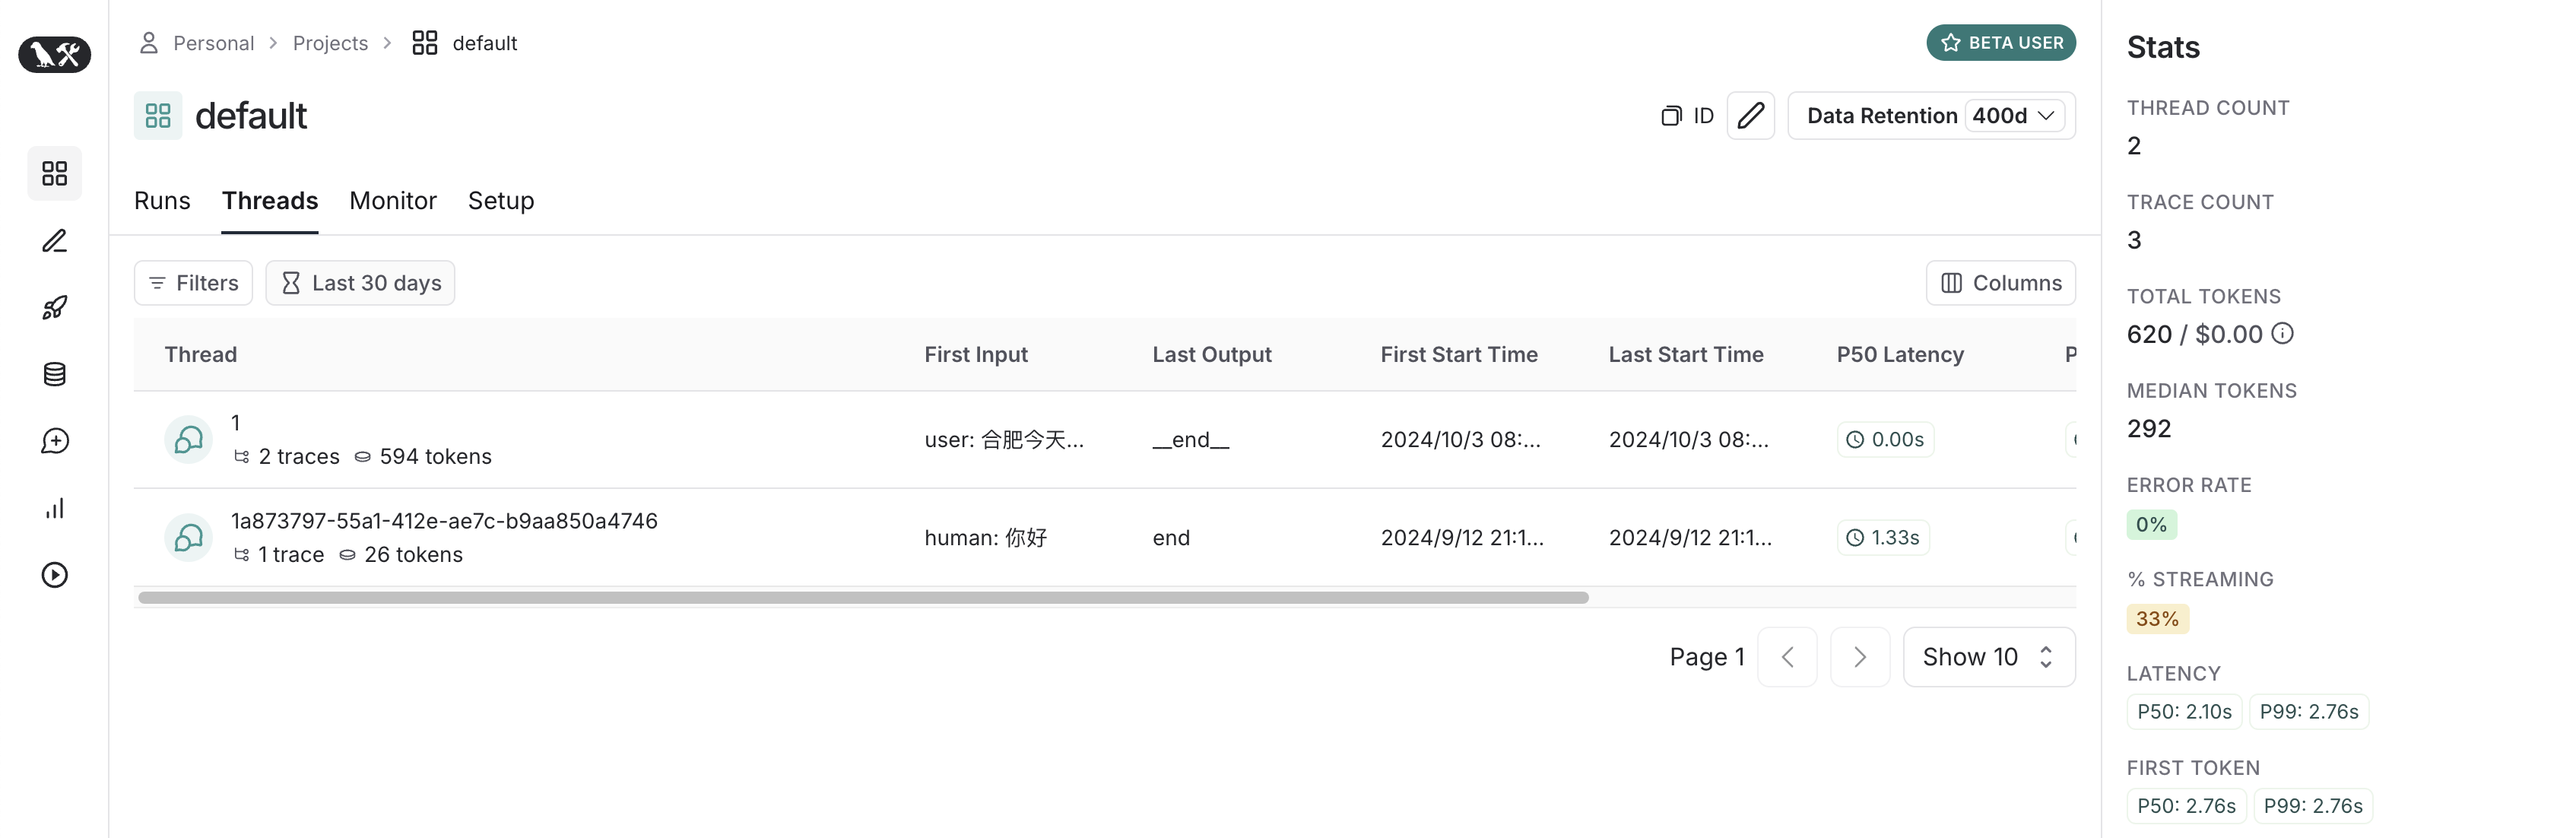 Personal > Projects > default
BETA USER
default
ID
Data Retention 400d
Runs Threads Monitor Setup
Filters Last 30 days
Columns
Thread First Input Last Output First Start Time Last Start Time P50 Latency P
1
2 traces 594 tokens
user: 合肥今天... __end__ 2024/10/3 08:... 2024/10/3 08:... 0.00s
1a873797-55a1-412e-ae7c-b9aa850a4746
1 trace 26 tokens
human: 你好 end 2024/9/12 21:1... 2024/9/12 21:1... 1.33s
Page 1
Show 10
Stats
THREAD COUNT
2
TRACE COUNT
3
TOTAL TOKENS
620 / $0.00
MEDIAN TOKENS
292
ERROR RATE
0%
% STREAMING
33%
LATENCY
P50: 2.10s P99: 2.76s
FIRST TOKEN
P50: 2.76s P99: 2.76s